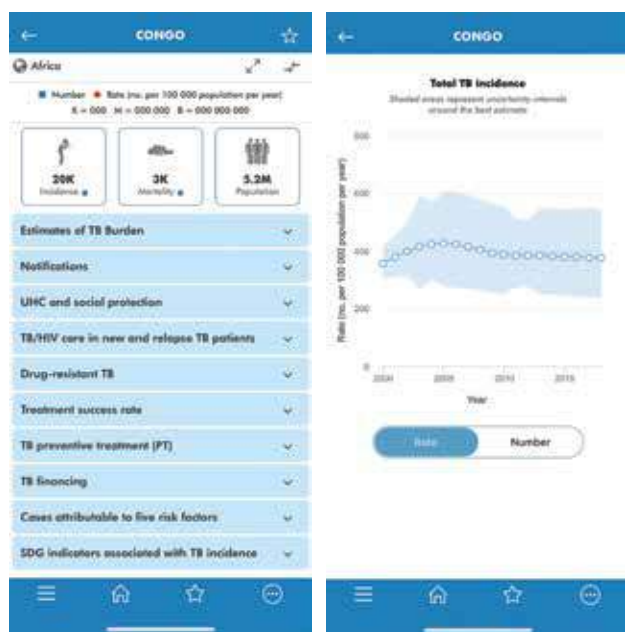 CONGO
Africa
Number Rate (no. per 100 000 population per year)
K = 000 M = 000 000 B = 000 000 000
20K
Incidence
3K
Mortality
5.2M
Population
Estimates of TB Burden
Notifications
UHC and social protection
TB/HIV care in new and relapse TB patients
Drug-resistant TB
Treatment success rate
TB preventive treatment (PT)
TB financing
Cases attributable to five risk factors
SDG indicators associated with TB incidence
CONGO
Total TB incidence
Shaded areas represent uncertainty intervals
around the best estimate
Rate (no. per 100 000 population per year)
800
600
400
200
0
2000
2005
2010
2015
Year
Rate
Number